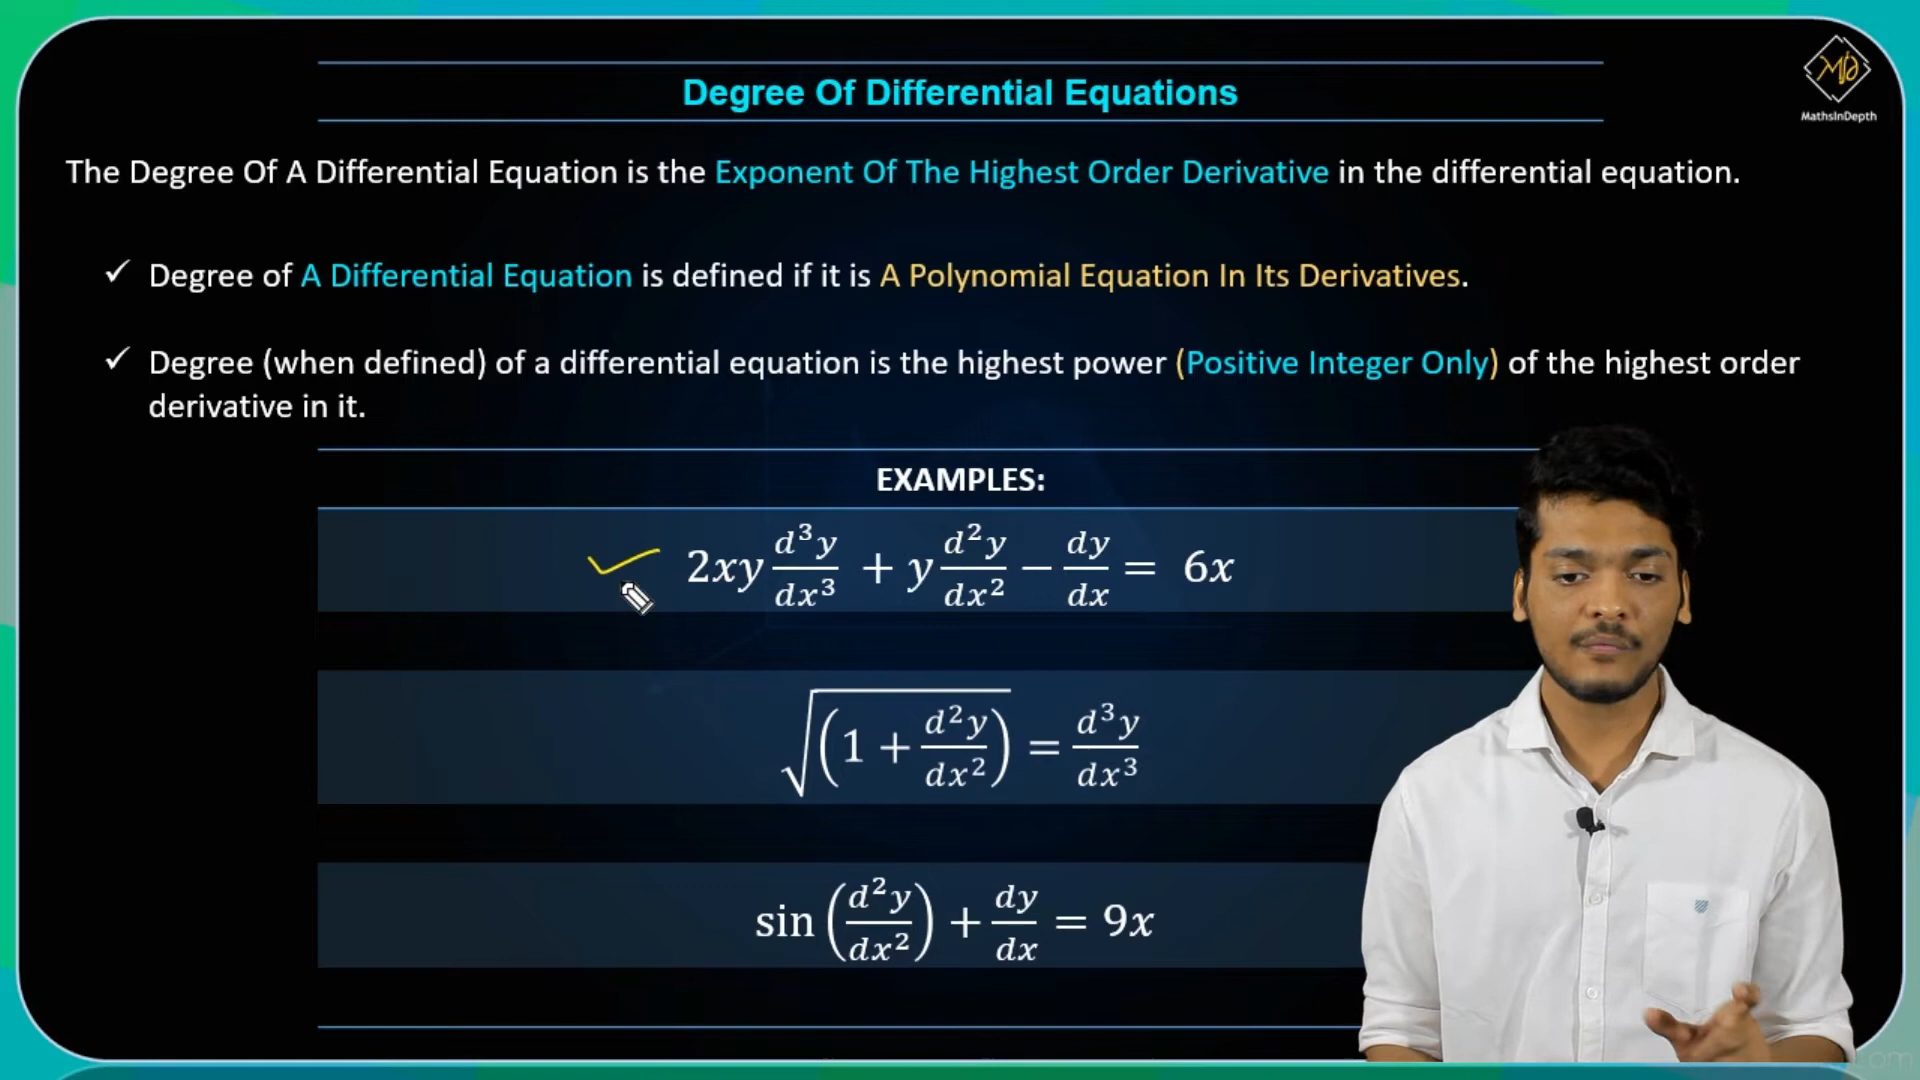 MathsInDepth
Degree Of Differential Equations
The Degree Of A Differential Equation is the Exponent Of The Highest Order Derivative in the differential equation.
✓ Degree of A Differential Equation is defined if it is A Polynomial Equation In Its Derivatives.
✓ Degree (when defined) of a differential equation is the highest power (Positive Integer Only) of the highest order
derivative in it.
EXAMPLES:
2xy d³y/dx³ + y d²y/dx² − dy/dx = 6x
√(1 + d²y/dx²) = d³y/dx³
sin (d²y/dx²) + dy/dx = 9x